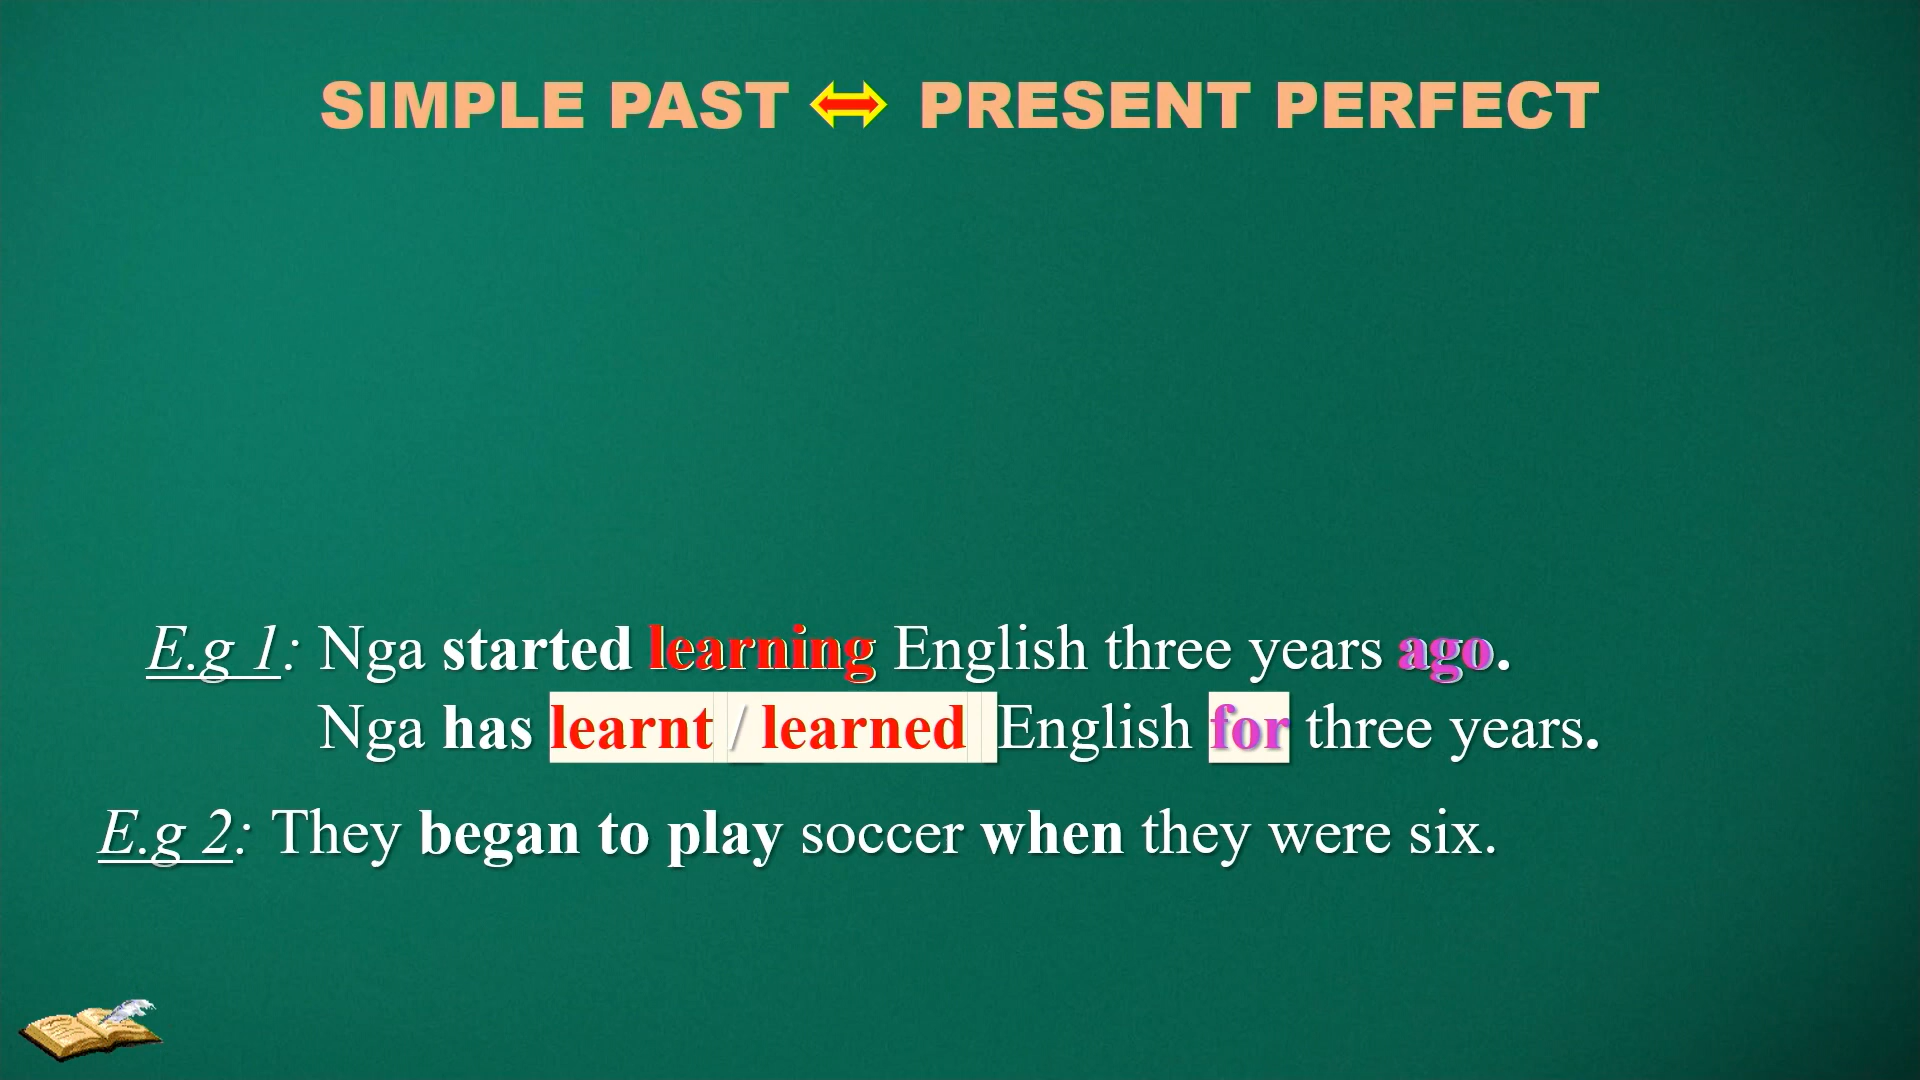 SIMPLE PAST ⇔ PRESENT PERFECT
E.g 1: Nga started learning English three years ago.
Nga has learnt / learned English for three years.
E.g 2: They began to play soccer when they were six.